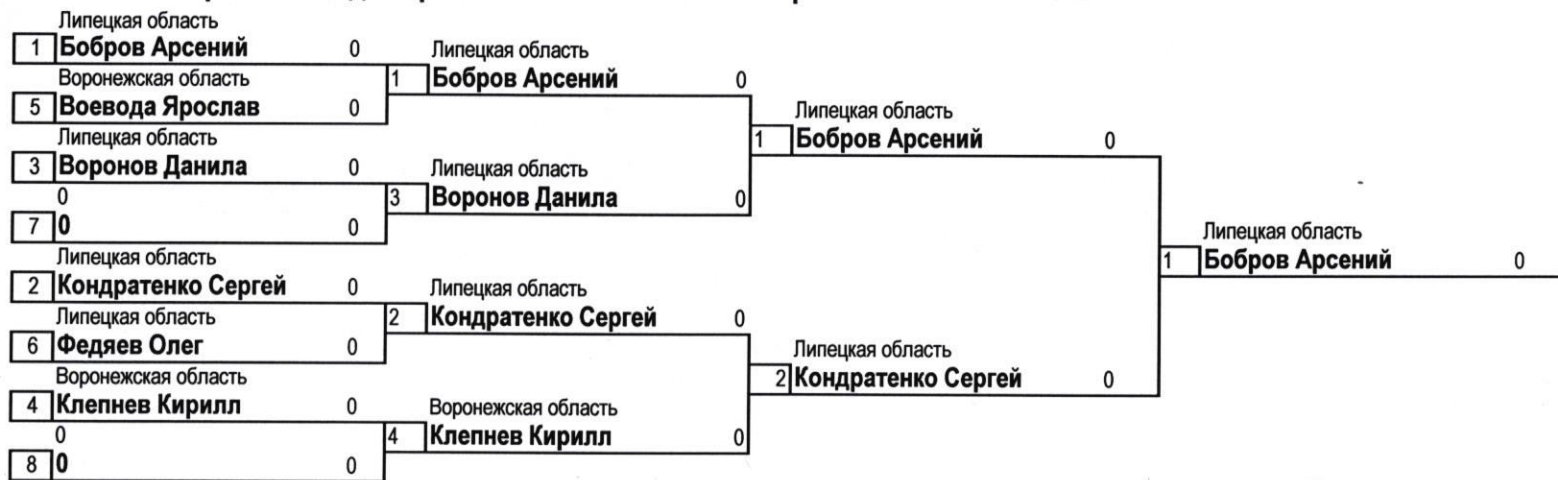 Липецкая область
1 Бобров Арсений 0
Воронежская область
5 Воевода Ярослав 0
Липецкая область
3 Воронов Данила 0
0
7 0 0
Липецкая область
2 Кондратенко Сергей 0
Липецкая область
6 Федяев Олег 0
Воронежская область
4 Клепнев Кирилл 0
0
8 0 0
Липецкая область
1 Бобров Арсений 0
Липецкая область
3 Воронов Данила 0
Липецкая область
2 Кондратенко Сергей 0
Воронежская область
4 Клепнев Кирилл 0
Липецкая область
1 Бобров Арсений 0
Липецкая область
2 Кондратенко Сергей 0
Липецкая область
1 Бобров Арсений 0